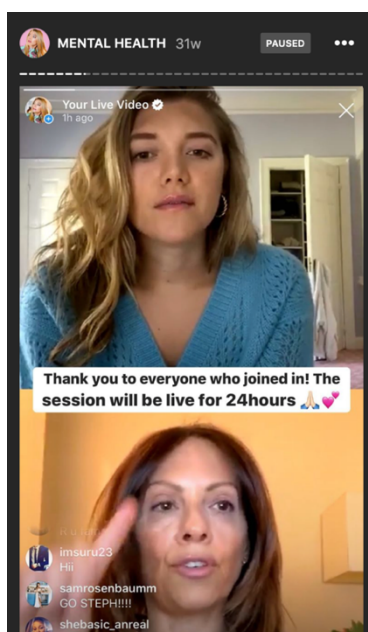 MENTAL HEALTH 31w PAUSED
Your Live Video
1h ago
Thank you to everyone who joined in! The
session will be live for 24hours 🙏🏻💕
imsuru23
Hii
samrosenbaumm
GO STEPH!!!!
shebasic_anreal